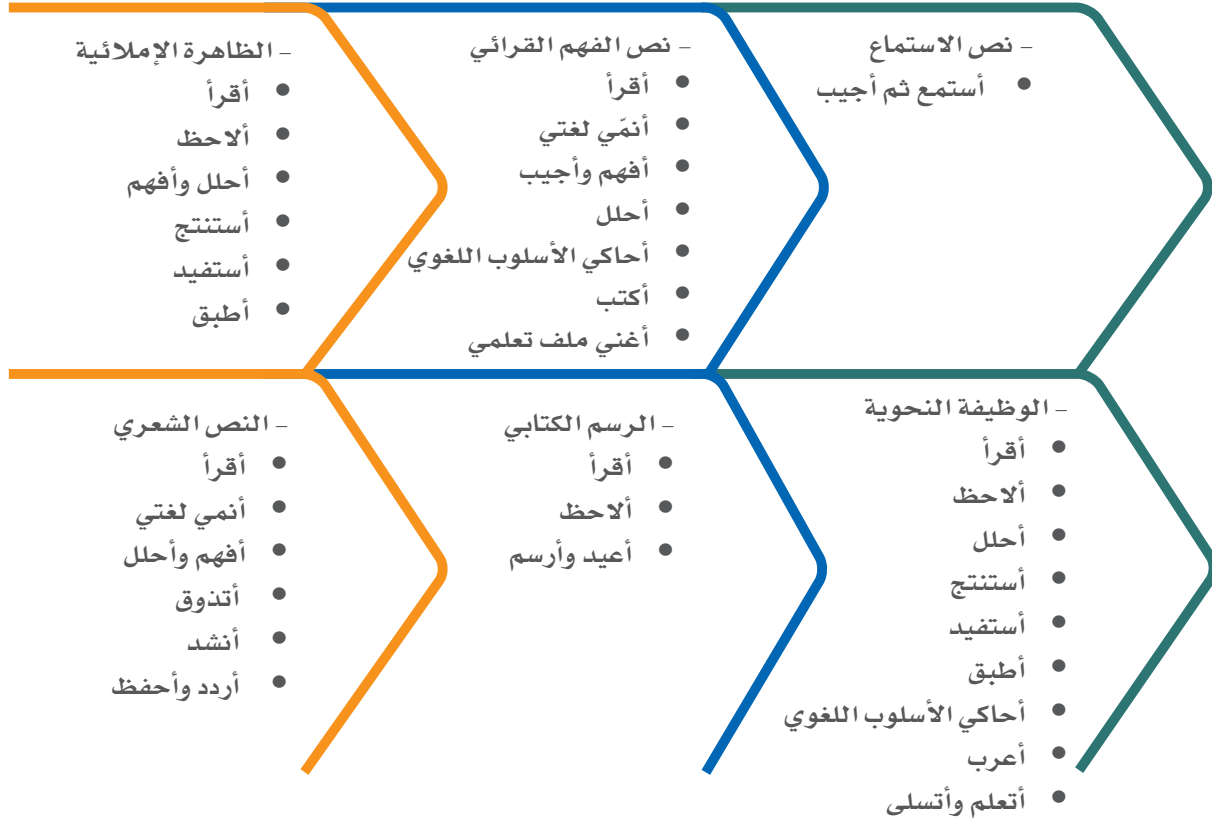 - نص الاستماع
• أستمع ثم أجيب
- نص الفهم القرائي
• أقرأ
• أنمّي لغتي
• أفهم وأجيب
• أحلل
• أحاكي الأسلوب اللغوي
• أكتب
• أغني ملف تعلمي
- الظاهرة الإملائية
• أقرأ
• ألاحظ
• أحلل وأفهم
• أستنتج
• أستفيد
• أطبق
- الوظيفة النحوية
• أقرأ
• ألاحظ
• أحلل
• أستنتج
• أستفيد
• أطبق
• أحاكي الأسلوب اللغوي
• أعرب
• أتعلم وأتسلى
- الرسم الكتابي
• أقرأ
• ألاحظ
• أعيد وأرسم
- النص الشعري
• أقرأ
• أنمي لغتي
• أفهم وأحلل
• أتذوق
• أنشد
• أردد وأحفظ